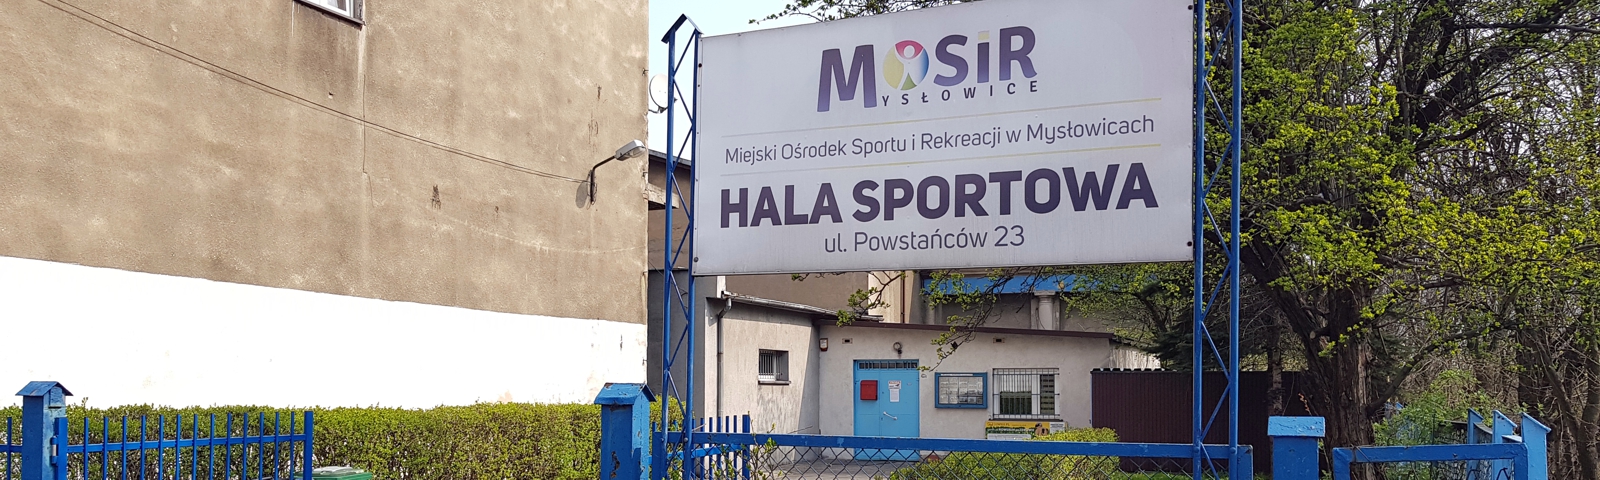 MOSiR
MYSŁOWICE
Miejski Ośrodek Sportu i Rekreacji w Mysłowicach
HALA SPORTOWA
ul. Powstańców 23